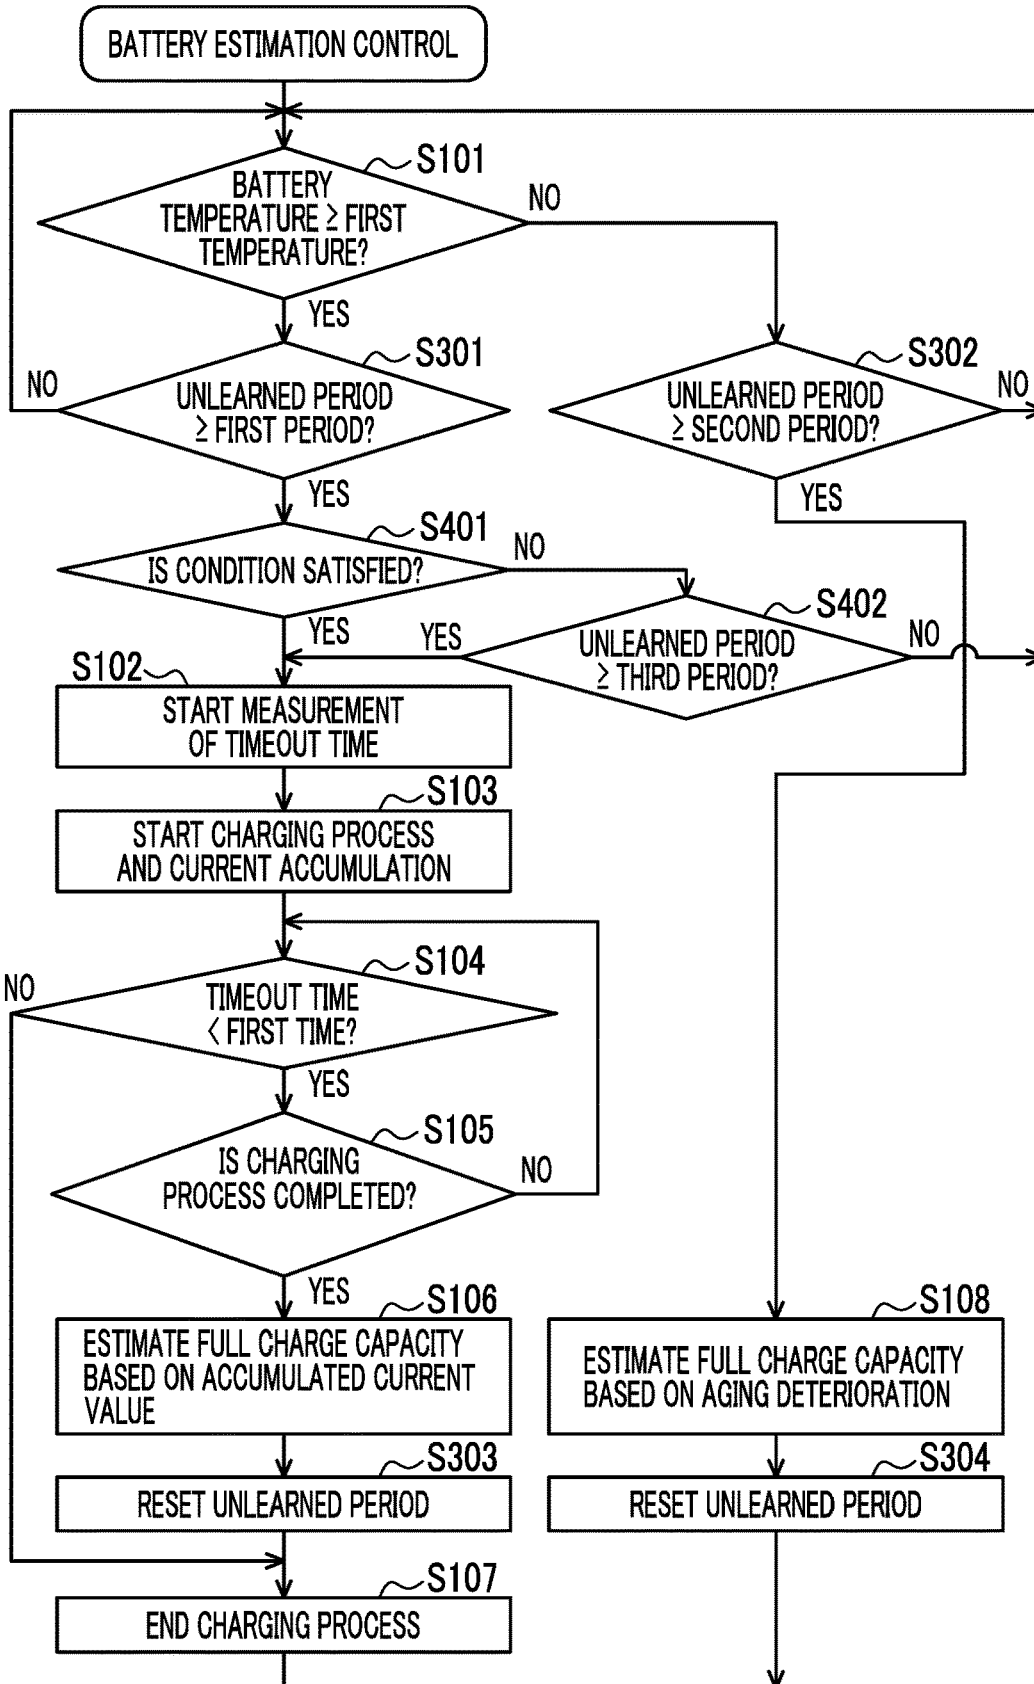 BATTERY ESTIMATION CONTROL
S101
BATTERY
TEMPERATURE ≥ FIRST
TEMPERATURE?
NO
YES
S301
UNLEARNED PERIOD
≥ FIRST PERIOD?
NO
YES
S302
UNLEARNED PERIOD
≥ SECOND PERIOD?
NO
YES
S401
IS CONDITION SATISFIED?
NO
YES
S402
UNLEARNED PERIOD
≥ THIRD PERIOD?
YES
NO
S102
START MEASUREMENT
OF TIMEOUT TIME
S103
START CHARGING PROCESS
AND CURRENT ACCUMULATION
S104
TIMEOUT TIME
< FIRST TIME?
NO
YES
S105
IS CHARGING
PROCESS COMPLETED?
NO
YES
S106
ESTIMATE FULL CHARGE CAPACITY
BASED ON ACCUMULATED CURRENT
VALUE
S108
ESTIMATE FULL CHARGE CAPACITY
BASED ON AGING DETERIORATION
S303
RESET UNLEARNED PERIOD
S304
RESET UNLEARNED PERIOD
S107
END CHARGING PROCESS